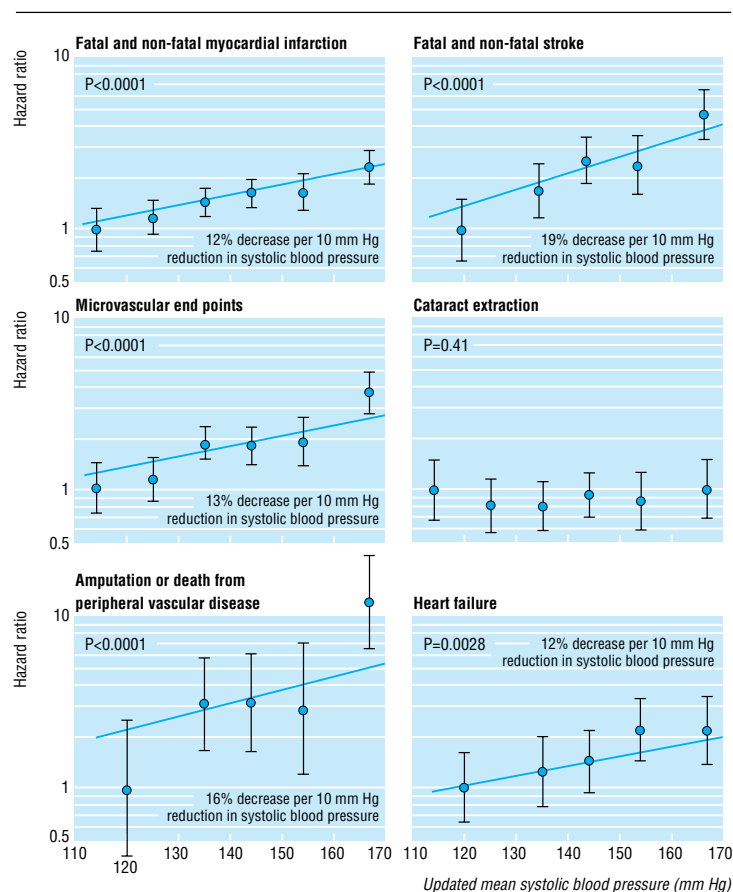 Fatal and non-fatal myocardial infarction
Hazard ratio
10
P<0.0001
1
12% decrease per 10 mm Hg
reduction in systolic blood pressure
0.5
Fatal and non-fatal stroke
P<0.0001
19% decrease per 10 mm Hg
reduction in systolic blood pressure
Microvascular end points
Hazard ratio
10
P<0.0001
1
13% decrease per 10 mm Hg
reduction in systolic blood pressure
0.5
Cataract extraction
P=0.41
Amputation or death from
peripheral vascular disease
Hazard ratio
10
P<0.0001
1
16% decrease per 10 mm Hg
reduction in systolic blood pressure
0.5
110 120 130 140 150 160 170
Heart failure
P=0.0028 12% decrease per 10 mm Hg
reduction in systolic blood pressure
110 120 130 140 150 160 170
Updated mean systolic blood pressure (mm Hg)